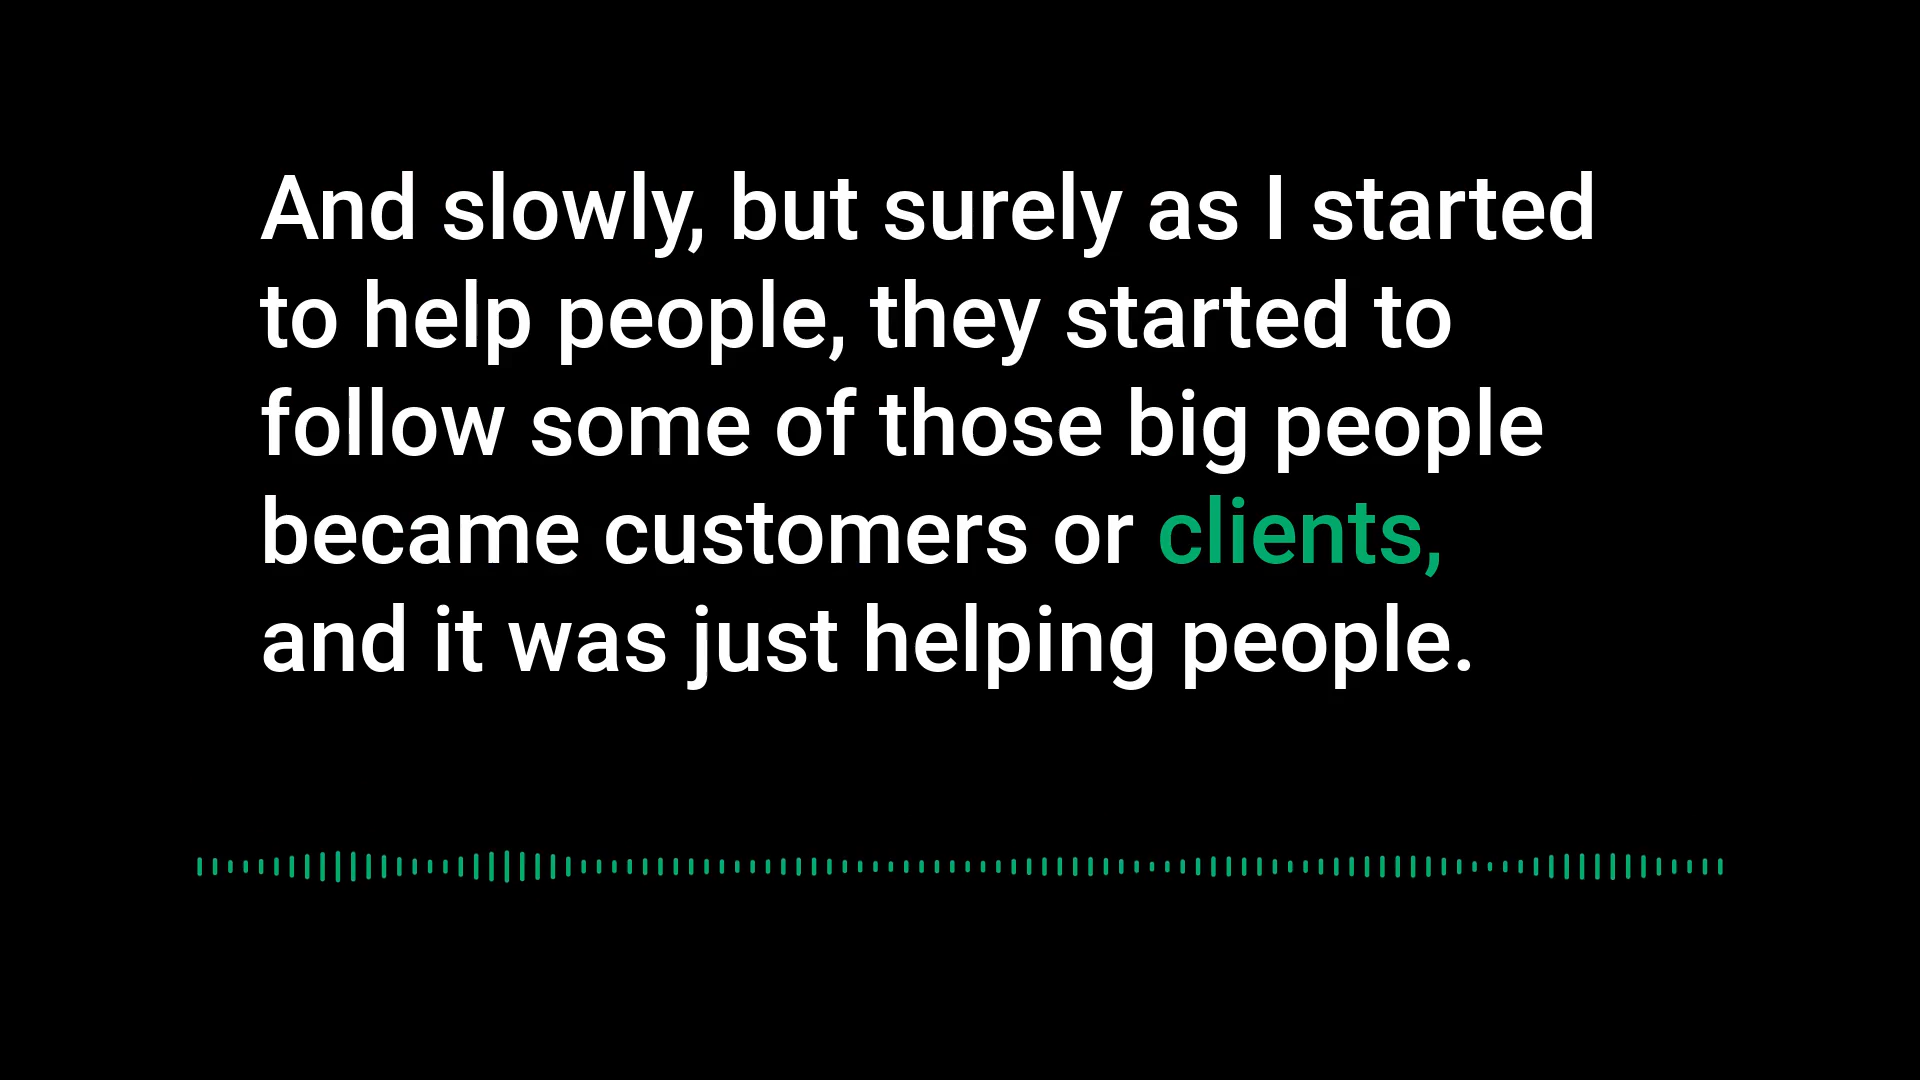 And slowly, but surely as I started
to help people, they started to
follow some of those big people
became customers or clients,
and it was just helping people.